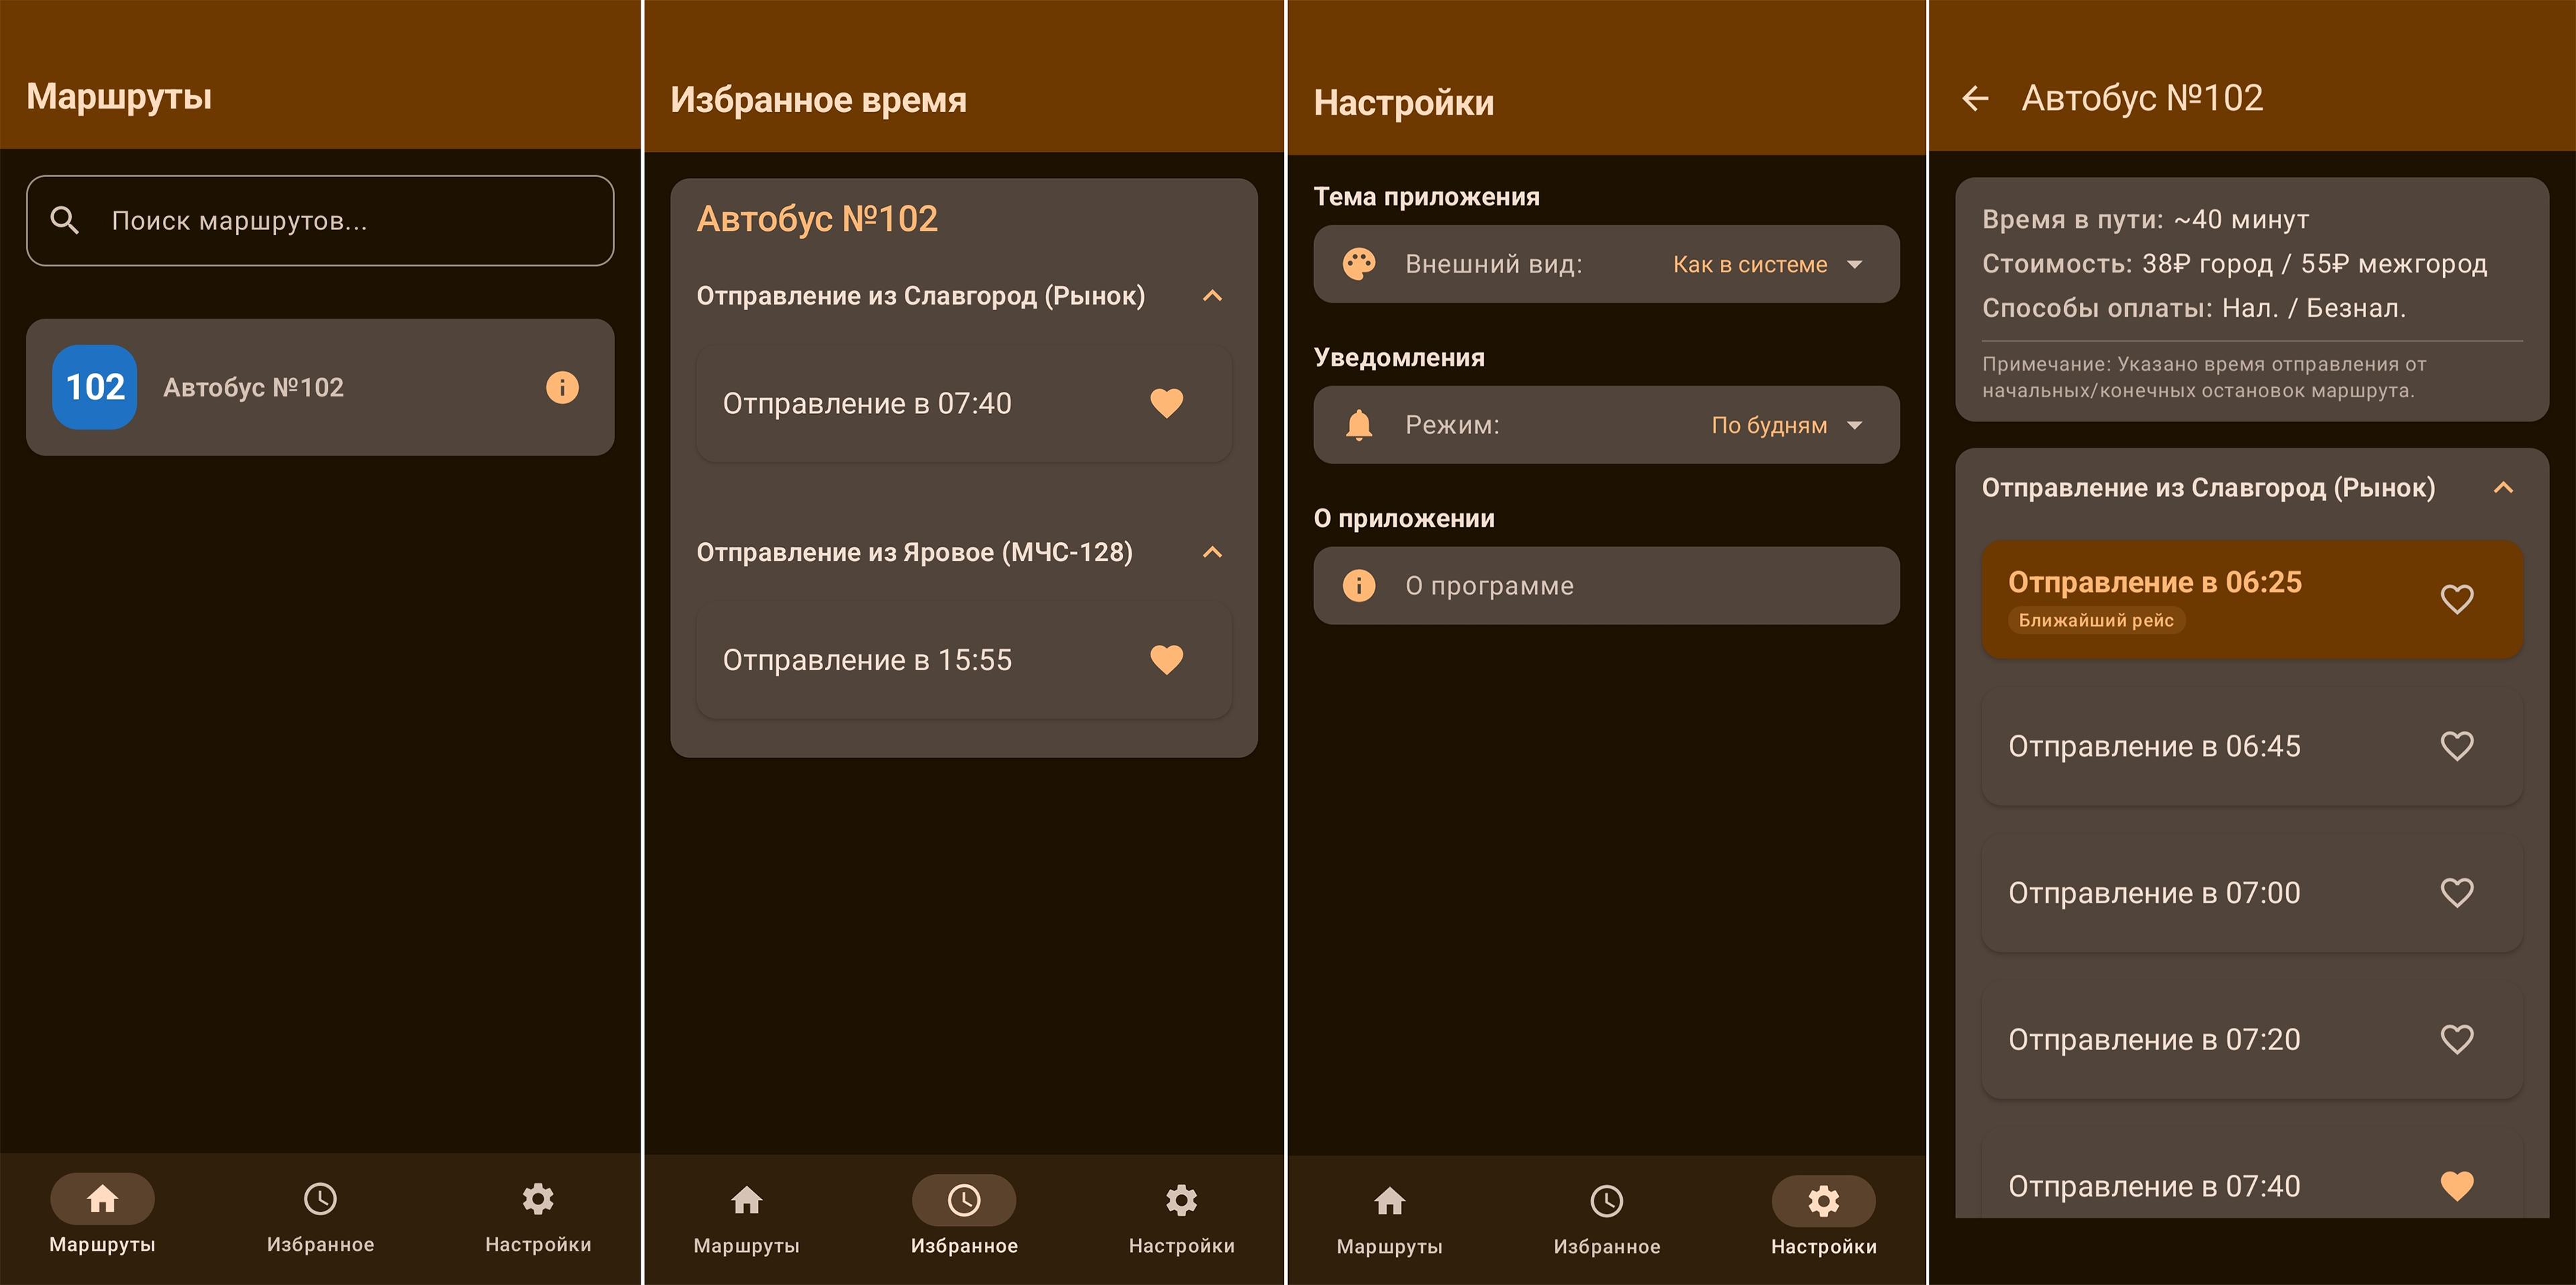 Маршруты
Поиск маршрутов...
102
Автобус №102
Маршруты
Избранное
Настройки
Избранное время
Автобус №102
Отправление из Славгород (Рынок)
Отправление в 07:40
Отправление из Яровое (МЧС-128)
Отправление в 15:55
Маршруты
Избранное
Настройки
Настройки
Тема приложения
Внешний вид:
Как в системе
Уведомления
Режим:
По будням
О приложении
О программе
Маршруты
Избранное
Настройки
Автобус №102
Время в пути: ~40 минут
Стоимость: 38₽ город / 55₽ межгород
Способы оплаты: Нал. / Безнал.
Примечание: Указано время отправления от
начальных/конечных остановок маршрута.
Отправление из Славгород (Рынок)
Отправление в 06:25
Ближайший рейс
Отправление в 06:45
Отправление в 07:00
Отправление в 07:20
Отправление в 07:40